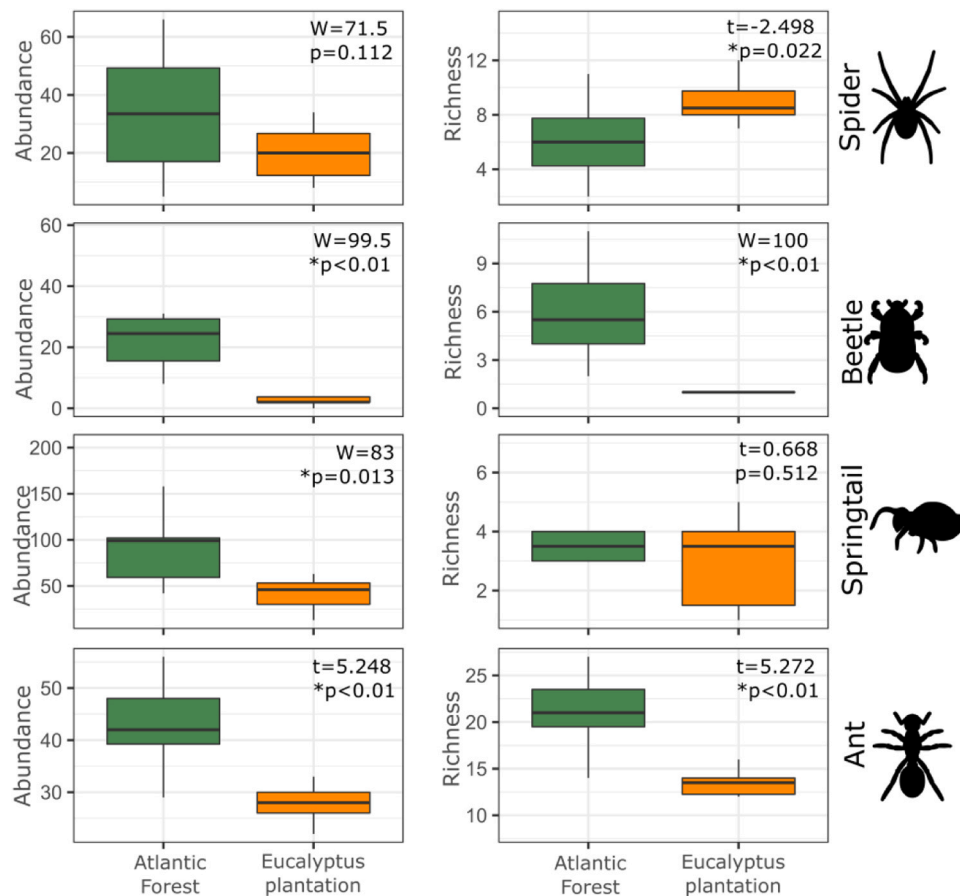 Abundance
60
40
20
W=71.5
p=0.112
Richness
12
8
4
t=-2.498
*p=0.022
Spider
Abundance
60
40
20
0
W=99.5
*p<0.01
Richness
9
6
3
0
W=100
*p<0.01
Beetle
Abundance
200
150
100
50
W=83
*p=0.013
Richness
6
4
2
t=0.668
p=0.512
Springtail
Abundance
50
40
30
t=5.248
*p<0.01
Richness
25
20
15
10
t=5.272
*p<0.01
Ant
Atlantic
Forest
Eucalyptus
plantation
Atlantic
Forest
Eucalyptus
plantation